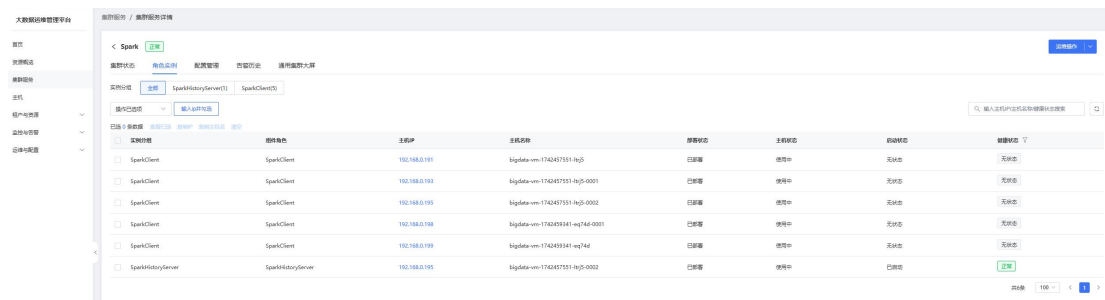 大数据运维管理平台
集群服务 / 集群服务详情
首页
资源概览
集群服务
主机
租户与资源
监控与告警
运维与配置
< Spark 正常
运维操作
集群状态 角色实例 配置管理 告警历史 通用集群大屏
实例分组 全部 SparkHistoryServer(1) SparkClient(5)
操作已选项 输入ip并勾选
输入主机IP/主机名称/健康状态搜索
已选 0 条数据 清空
实例分组 组件角色 主机IP 主机名称 部署状态 主机状态 启动状态 健康状态
SparkClient SparkClient 192.168.0.191 bigdata-vm-1742457551-ltrj5 已部署 使用中 无状态 无状态
SparkClient SparkClient 192.168.0.193 bigdata-vm-1742457551-ltrj5-0001 已部署 使用中 无状态 无状态
SparkClient SparkClient 192.168.0.195 bigdata-vm-1742457551-ltrj5-0002 已部署 使用中 无状态 无状态
SparkClient SparkClient 192.168.0.198 bigdata-vm-1742459341-eq74d-0001 已部署 使用中 无状态 无状态
SparkClient SparkClient 192.168.0.199 bigdata-vm-1742459341-eq74d 已部署 使用中 无状态 无状态
SparkHistoryServer SparkHistoryServer 192.168.0.195 bigdata-vm-1742457551-ltrj5-0002 已部署 使用中 已启动 正常
共6条 100 < 1 >